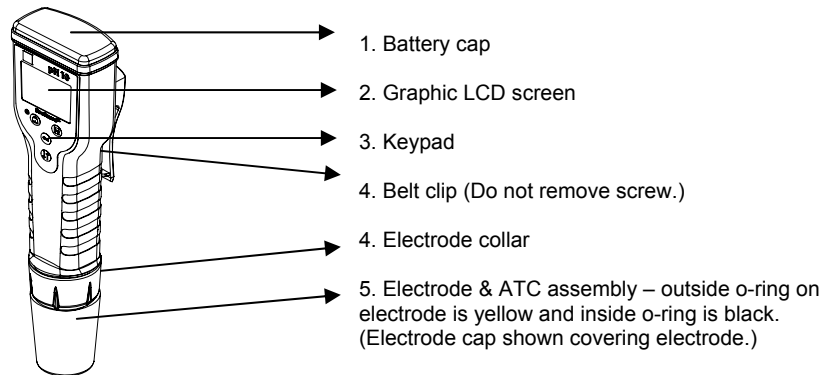 1. Battery cap
pH 10
2. Graphic LCD screen
3. Keypad
4. Belt clip (Do not remove screw.)
4. Electrode collar
5. Electrode & ATC assembly – outside o-ring on
electrode is yellow and inside o-ring is black.
(Electrode cap shown covering electrode.)